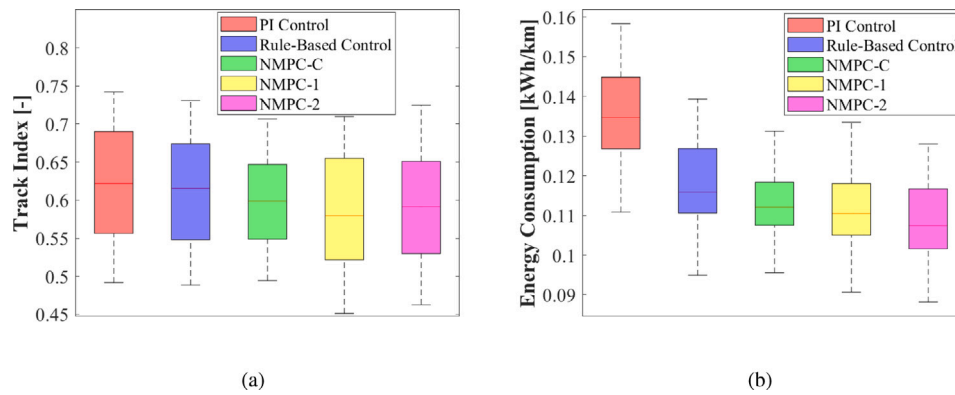 Track Index [-]
0.8
0.75
0.7
0.65
0.6
0.55
0.5
0.45
PI Control
Rule-Based Control
NMPC-C
NMPC-1
NMPC-2
(a)
Energy Consumption [kWh/km]
0.16
0.15
0.14
0.13
0.12
0.11
0.1
0.09
PI Control
Rule-Based Control
NMPC-C
NMPC-1
NMPC-2
(b)